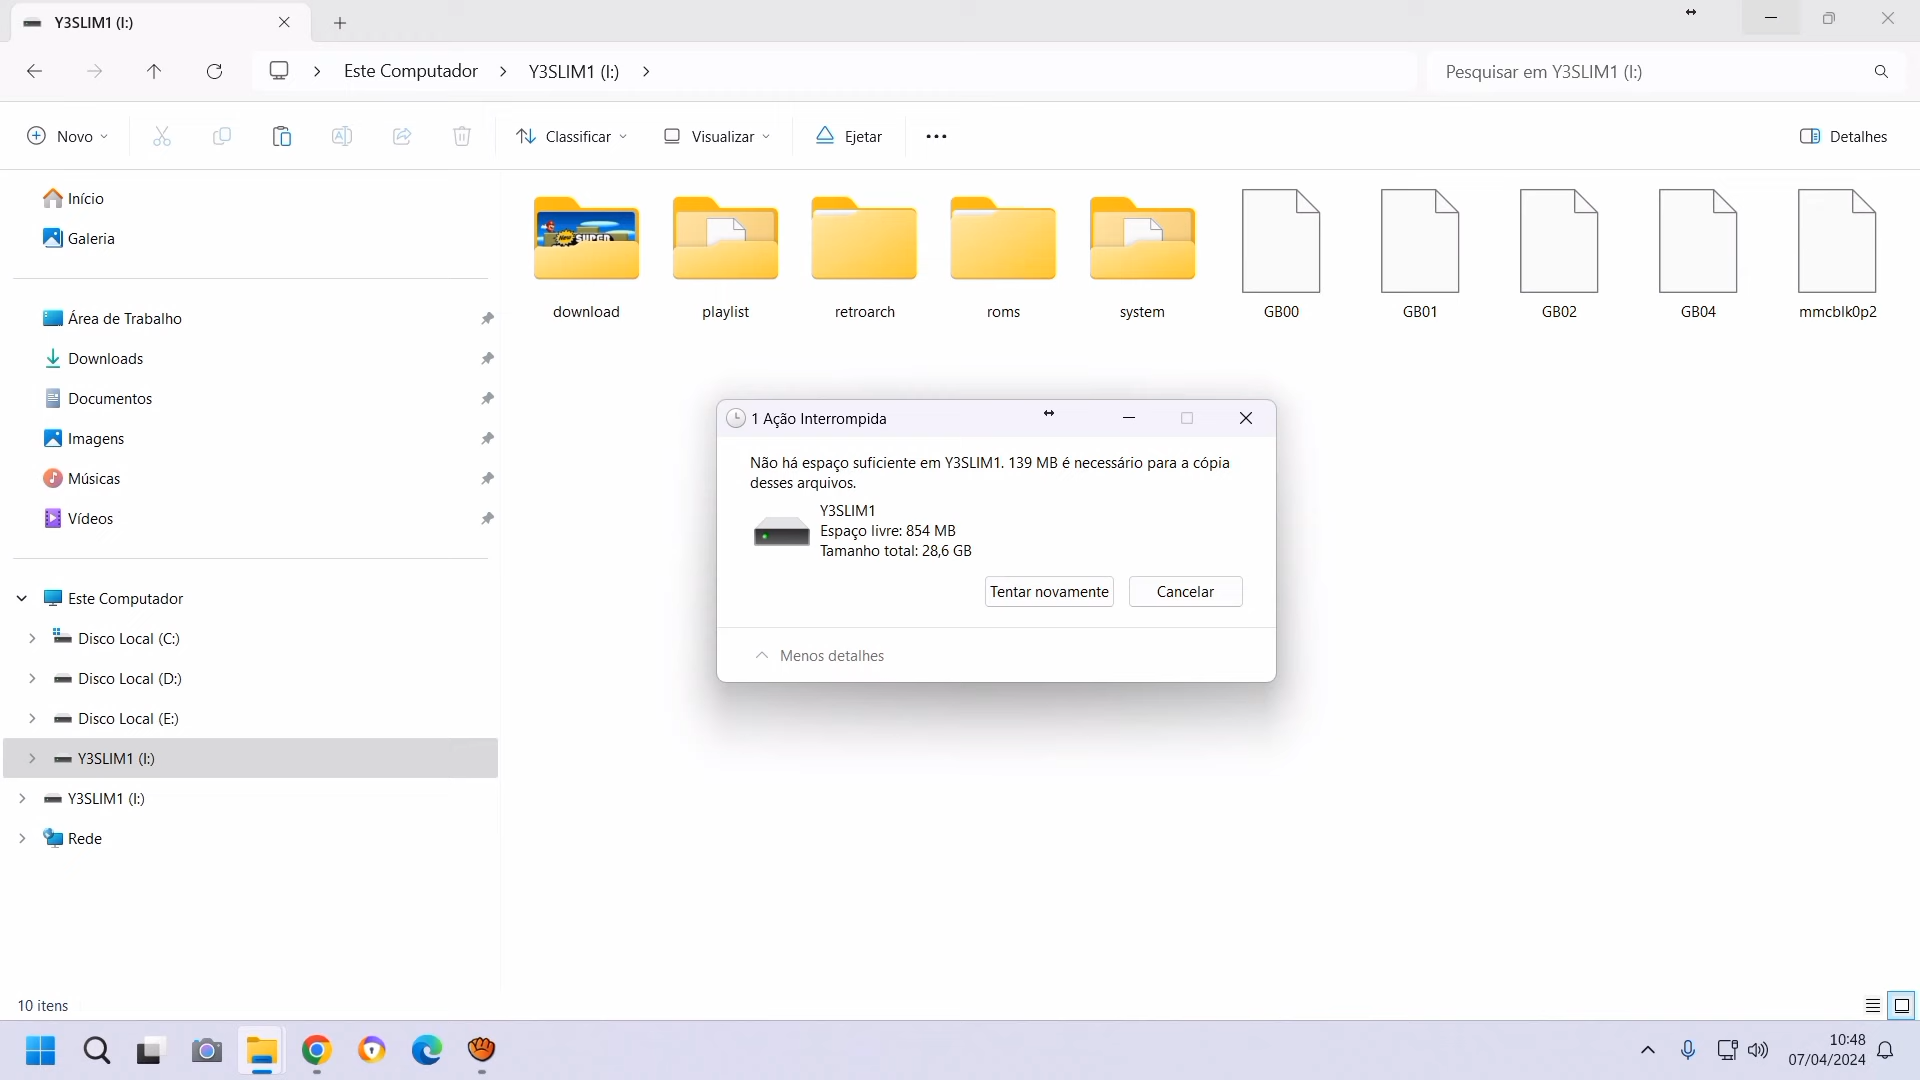 Y3SLIM1 (I:)
Este Computador
Y3SLIM1 (I:)
Pesquisar em Y3SLIM1 (I:)
Novo
Classificar
Visualizar
Ejetar
Detalhes
Início
Galeria
Área de Trabalho
Downloads
Documentos
Imagens
Músicas
Vídeos
Este Computador
Disco Local (C:)
Disco Local (D:)
Disco Local (E:)
Y3SLIM1 (I:)
Y3SLIM1 (I:)
Rede
New SUPER
download
playlist
retroarch
roms
system
GB00
GB01
GB02
GB04
mmcblk0p2
1 Ação Interrompida
Não há espaço suficiente em Y3SLIM1. 139 MB é necessário para a cópia
desses arquivos.
Y3SLIM1
Espaço livre: 854 MB
Tamanho total: 28,6 GB
Tentar novamente
Cancelar
Menos detalhes
10 itens
10:48
07/04/2024